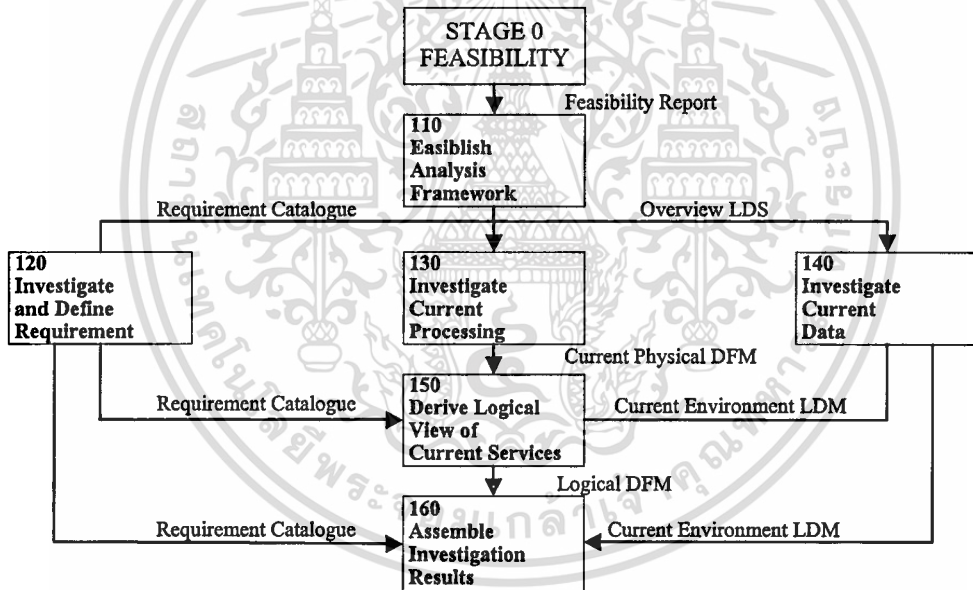 STAGE 0
FEASIBILITY
Feasibility Report
110
Easiblish
Analysis
Framework
Requirement Catalogue
Overview LDS
120
Investigate
and Define
Requirement
130
Investigate
Current
Processing
140
Investigate
Current
Data
Current Physical DFM
Requirement Catalogue
150
Derive Logical
View of
Current Services
Current Environment LDM
Logical DFM
Requirement Catalogue
160
Assemble
Investigation
Results
Current Environment LDM